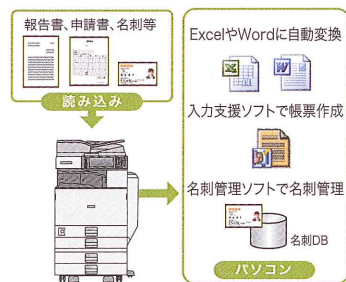 報告書、申請書、名刺等
読み込み
ExcelやWordに自動変換
入力支援ソフトで帳票作成
名刺管理ソフトで名刺管理
名刺DB
パソコン